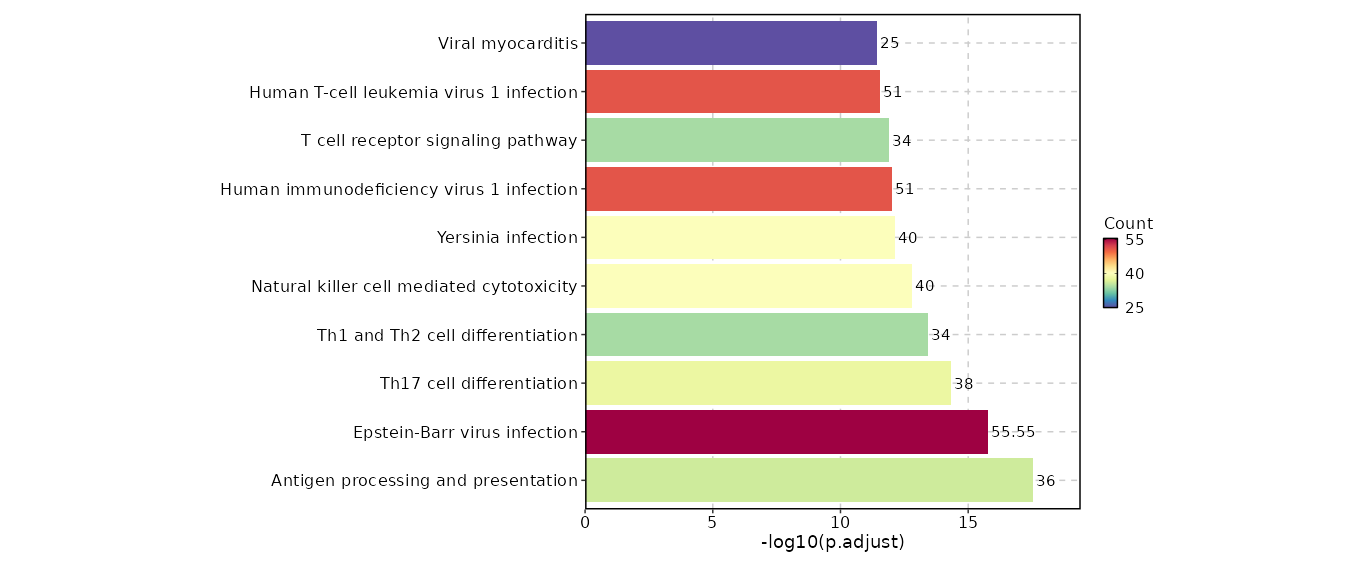 Viral myocarditis
25
Human T-cell leukemia virus 1 infection
51
T cell receptor signaling pathway
34
Human immunodeficiency virus 1 infection
51
Yersinia infection
40
Natural killer cell mediated cytotoxicity
40
Th1 and Th2 cell differentiation
34
Th17 cell differentiation
38
Epstein-Barr virus infection
55.55
Antigen processing and presentation
36
0 5 10 15
-log10(p.adjust)
Count
55
40
25